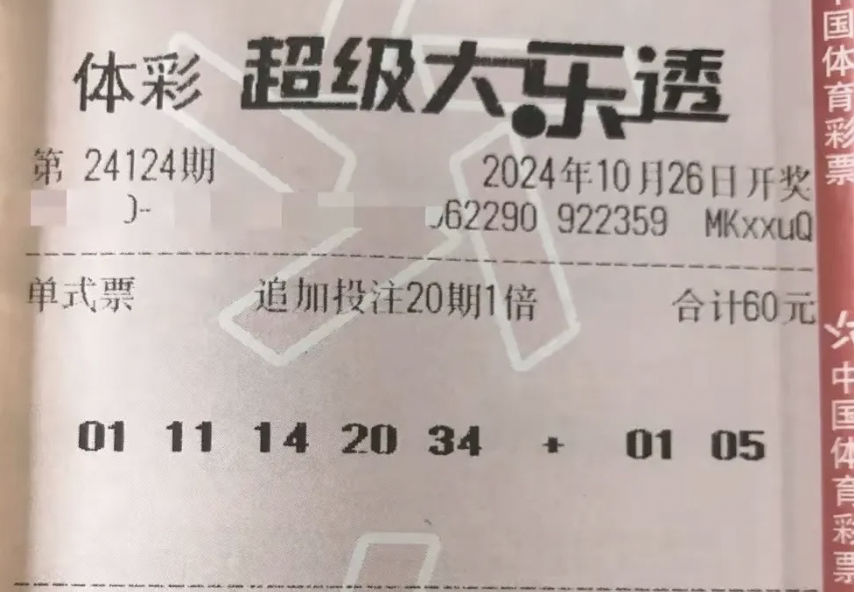 体彩 超级大乐透
第 24124期 2024年10月26日开奖
62290 922359 MKxxuQ
单式票 追加投注20期1倍 合计60元
01 11 14 20 34 + 01 05
中国体育彩票
中国体育彩票